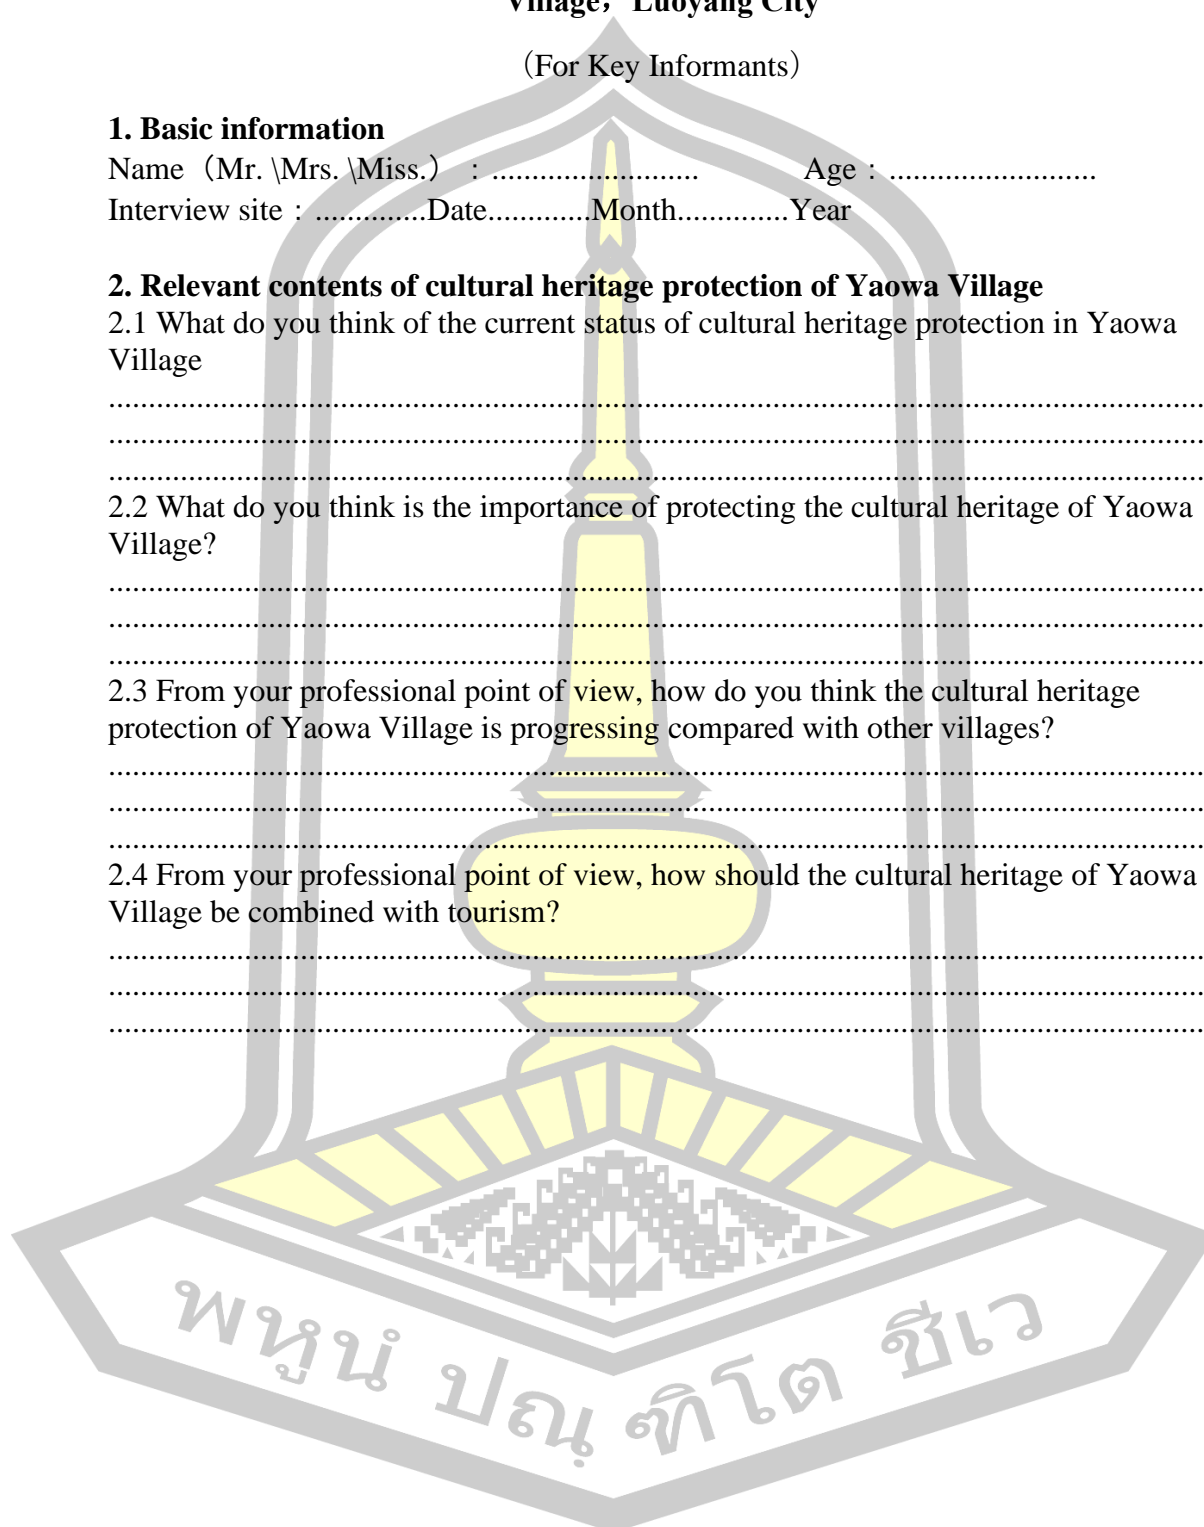 Village，Luoyang City
（For Key Informants）
1. Basic information
Name（Mr. \Mrs. \Miss.）：.......................... Age：..........................
Interview site：..............Date.............Month..............Year
2. Relevant contents of cultural heritage protection of Yaowa Village
2.1 What do you think of the current status of cultural heritage protection in Yaowa
Village
..........................................................................................................................................
..........................................................................................................................................
..........................................................................................................................................
2.2 What do you think is the importance of protecting the cultural heritage of Yaowa
Village?
..........................................................................................................................................
..........................................................................................................................................
..........................................................................................................................................
2.3 From your professional point of view, how do you think the cultural heritage
protection of Yaowa Village is progressing compared with other villages?
..........................................................................................................................................
..........................................................................................................................................
..........................................................................................................................................
2.4 From your professional point of view, how should the cultural heritage of Yaowa
Village be combined with tourism?
..........................................................................................................................................
..........................................................................................................................................
..........................................................................................................................................
พหูนํ ปณฺฑิโต ชีเว